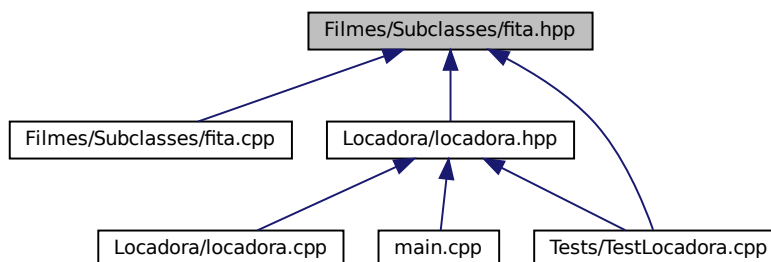 Filmes/Subclasses/fita.hpp
Filmes/Subclasses/fita.cpp
Locadora/locadora.hpp
Locadora/locadora.cpp
main.cpp
Tests/TestLocadora.cpp